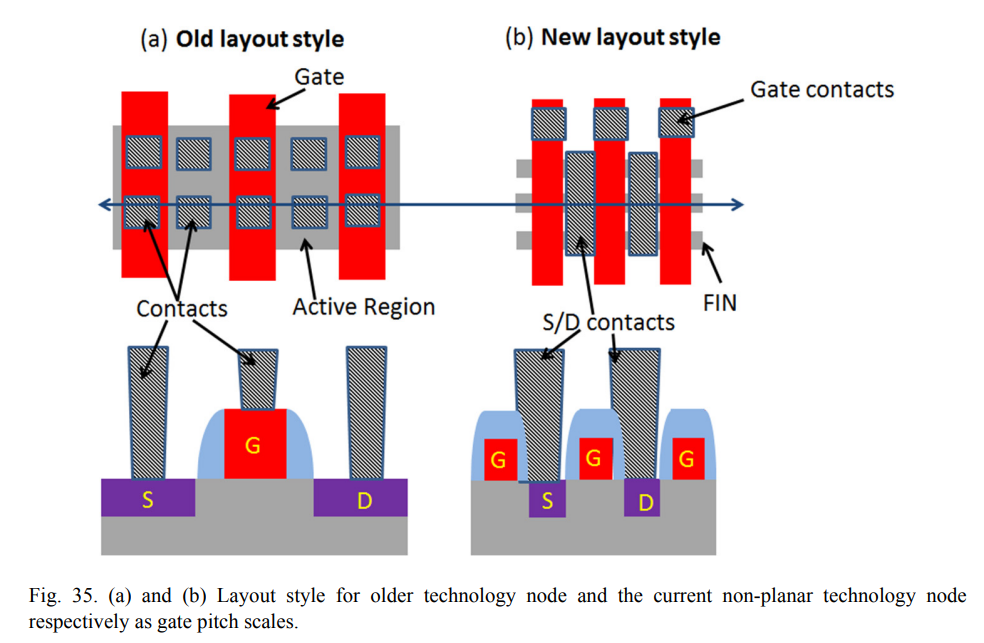 (a) Old layout style
(b) New layout style
Gate
Gate contacts
Contacts
Active Region
S/D contacts
FIN
G
S
D
G
G
G
S
D
Fig. 35. (a) and (b) Layout style for older technology node and the current non-planar technology node
respectively as gate pitch scales.